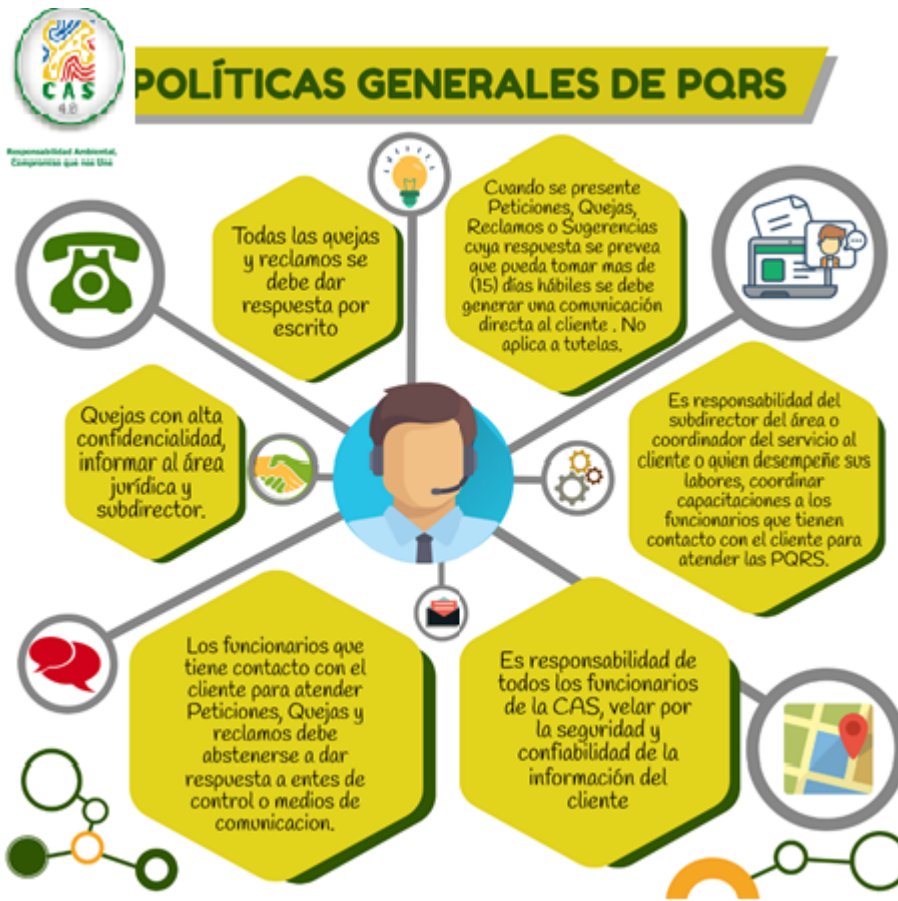 CAS
4.8
Responsabilidad Ambiental,
Compromiso que nos Une
POLÍTICAS GENERALES DE PQRS
Todas las quejas
y reclamos se
debe dar
respuesta por
escrito
Cuando se presente
Peticiones, Quejas,
Reclamos o Sugerencias
cuya respuesta se prevea
que pueda tomar mas de
(15) días hábiles se debe
generar una comunicación
directa al cliente . No
aplica a tutelas.
Quejas con alta
confidencialidad,
informar al área
jurídica y
subdirector.
Es responsabilidad del
subdirector del área o
coordinador del servicio al
cliente o quien desempeñe sus
labores, coordinar
capacitaciones a los
funcionarios que tienen
contacto con el cliente para
atender las PQRS.
Los funcionarios que
tiene contacto con el
cliente para atender
Peticiones, Quejas y
reclamos debe
abstenerse a dar
respuesta a entes de
control o medios de
comunicacion.
Es responsabilidad de
todos los funcionarios
de la CAS, velar por
la seguridad y
confiabilidad de la
información del
cliente